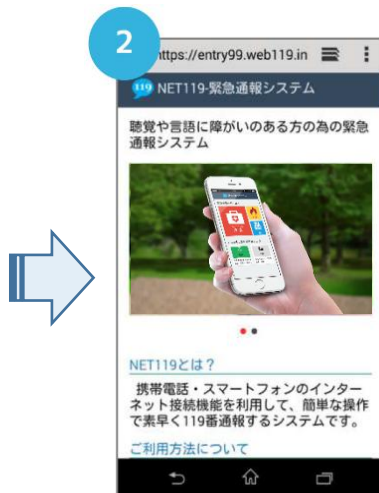 2
https://entry99.web119.in
119 NET119-緊急通報システム
聴覚や言語に障がいのある方の為の緊急
通報システム
NET119とは？
携帯電話・スマートフォンのインター
ネット接続機能を利用して、簡単な操作
で素早く119番通報するシステムです。
ご利用方法について